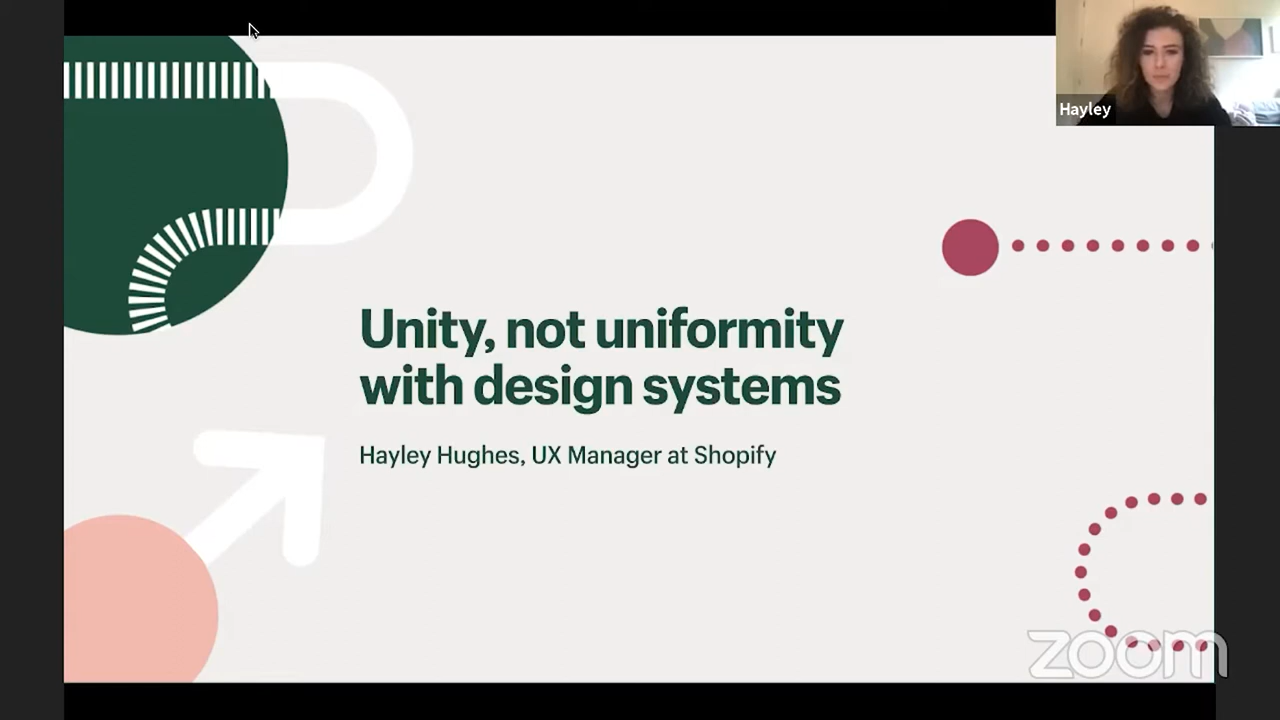 Hayley
Unity, not uniformity
with design systems
Hayley Hughes, UX Manager at Shopify
zoom